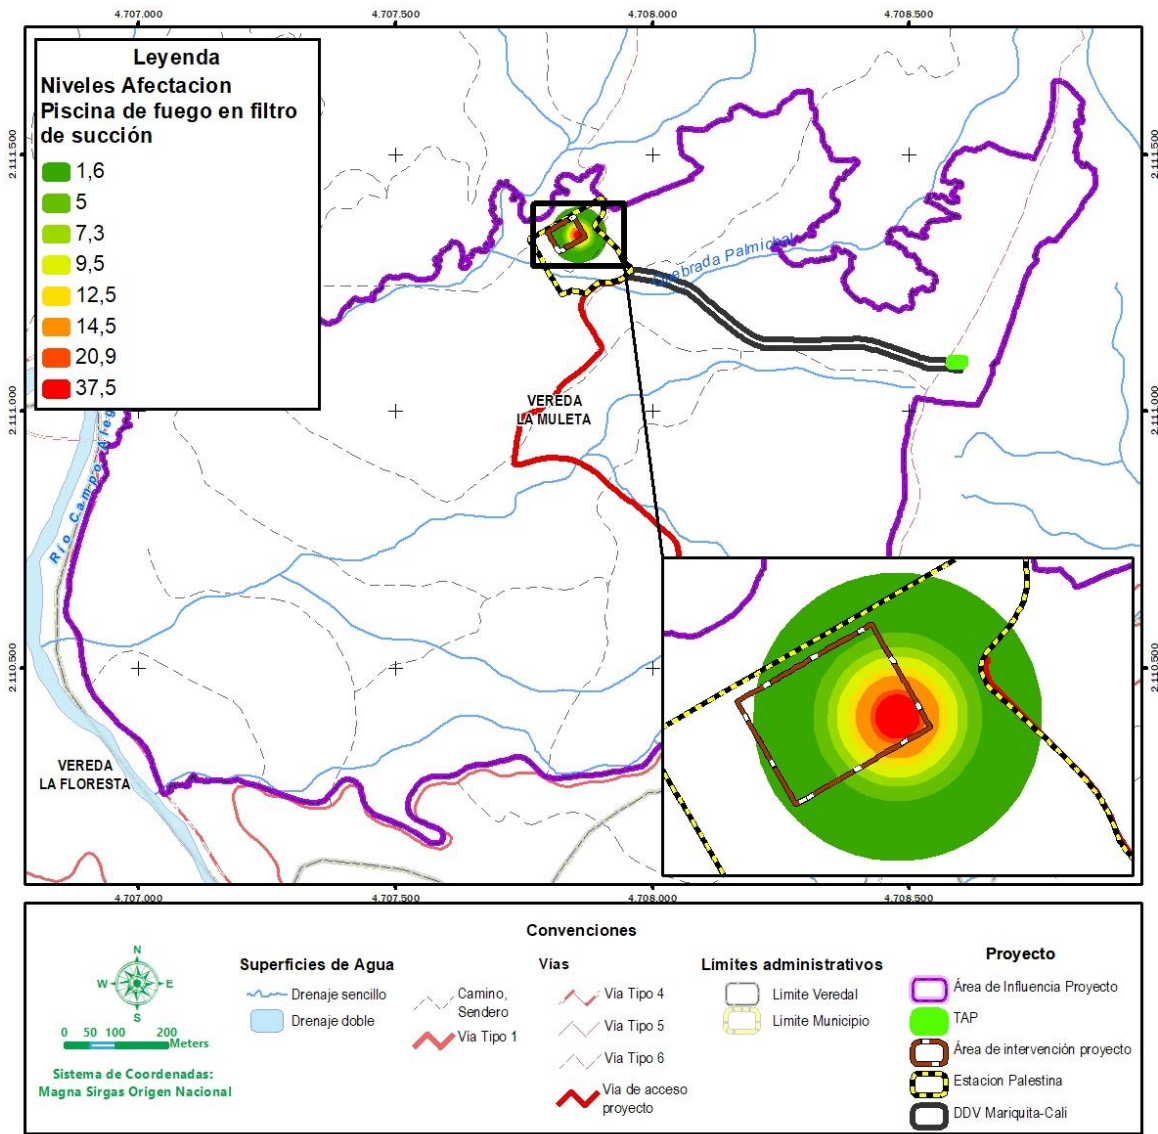 4.707.000
4.707.500
4.708.000
4.708.500
Leyenda
Niveles Afectacion
Piscina de fuego en filtro
de succión
1,6
5
7,3
9,5
12,5
14,5
20,9
37,5
2.111.500
2.111.500
Quebrada Palmichal
2.111.000
2.111.000
VEREDA
LA MULETA
Río Campo Aleg
2.110.500
2.110.500
VEREDA
LA FLORESTA
4.707.000
4.707.500
4.708.000
4.708.500
Convenciones
N
W
E
S
0 50 100 200
Meters
Sistema de Coordenadas:
Magna Sirgas Origen Nacional
Superficies de Agua
Drenaje sencillo
Drenaje doble
Vías
Camino,
Sendero
Vía Tipo 1
Vía Tipo 4
Vía Tipo 5
Vía Tipo 6
Vía de acceso
proyecto
Límites administrativos
Limite Veredal
Limite Municipio
Proyecto
Área de Influencia Proyecto
TAP
Área de intervención proyecto
Estacion Palestina
DDV Mariquita-Cali